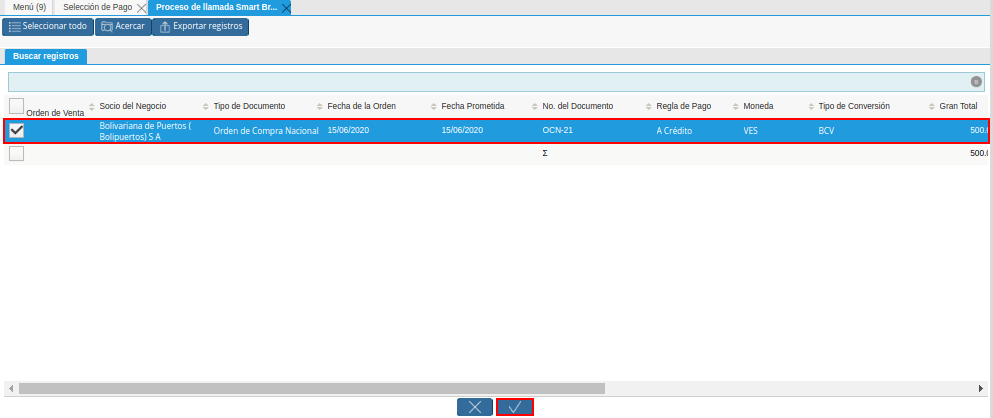 Menú (9) Selección de Pago Proceso de llamada Smart Br...
Seleccionar todo Acercar Exportar registros
Buscar registros
Orden de Venta Socio del Negocio Tipo de Documento Fecha de la Orden Fecha Prometida No. del Documento Regla de Pago Moneda Tipo de Conversión Gran Total
Bolivariana de Puertos (
Bolipuertos) S A Orden de Compra Nacional 15/06/2020 15/06/2020 OCN-21 A Crédito VES BCV 500.
Σ 500.